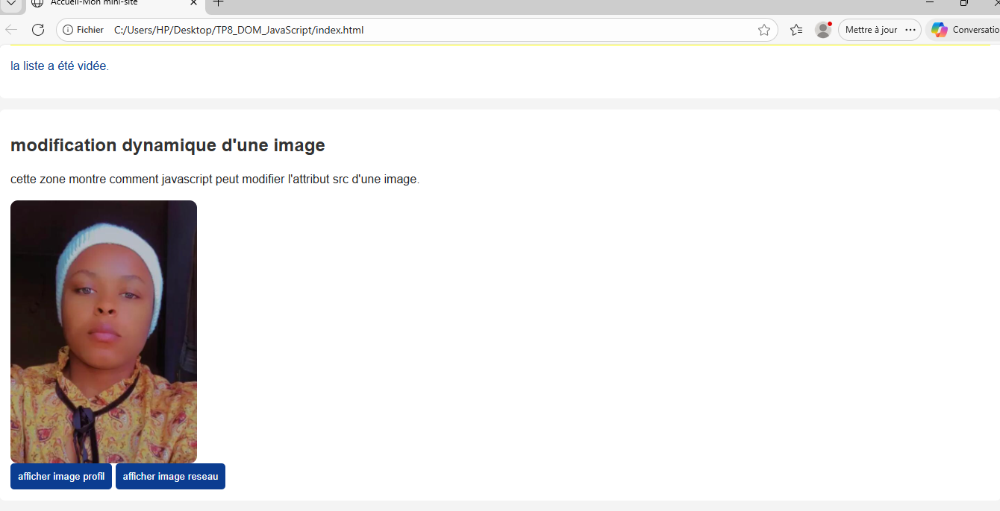 Accueil-Mon mini-site
Fichier C:/Users/HP/Desktop/TP8_DOM_JavaScript/index.html Mettre à jour Conversatio
la liste a été vidée.
modification dynamique d'une image
cette zone montre comment javascript peut modifier l'attribut src d'une image.
afficher image profil afficher image reseau